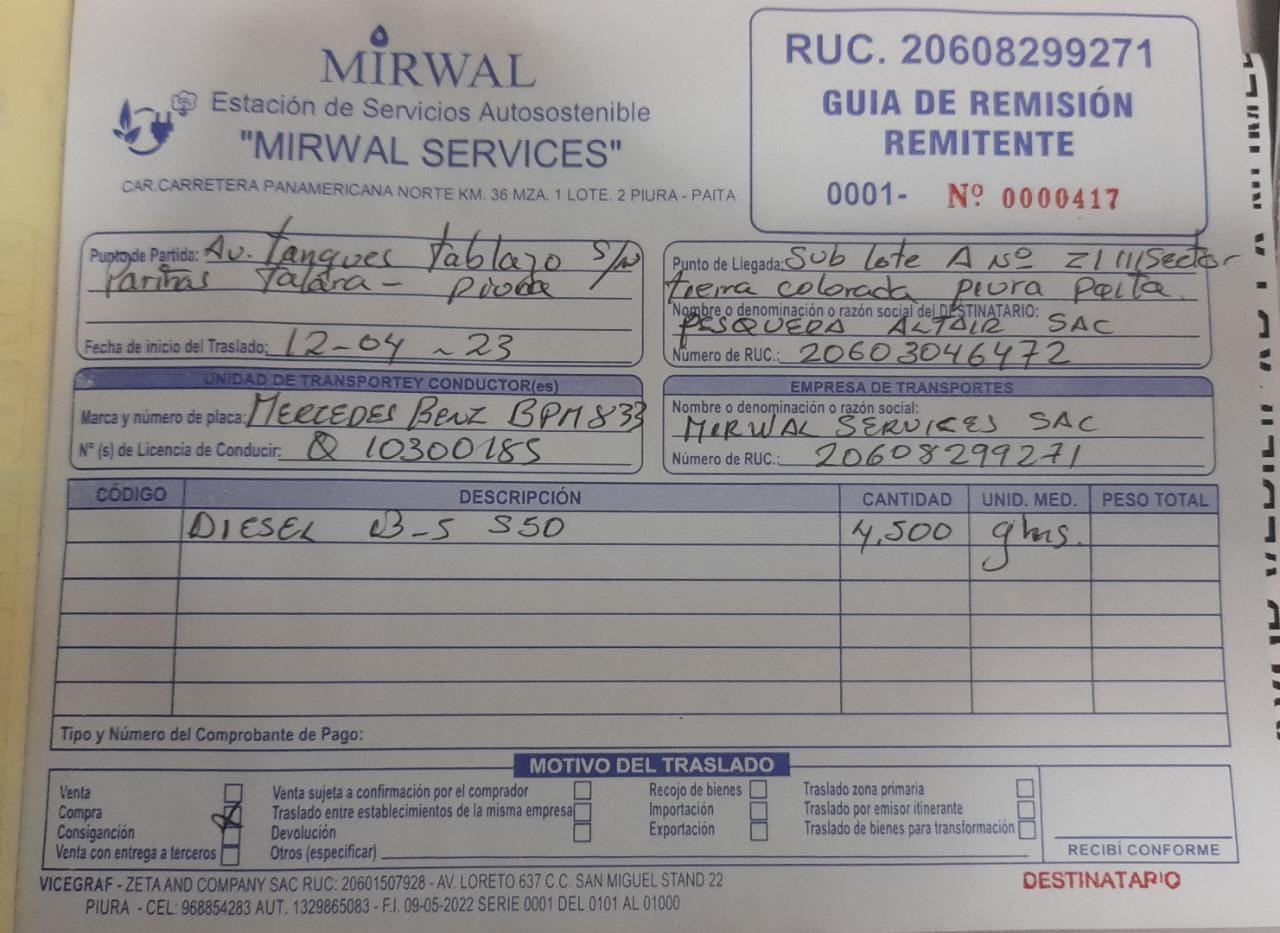 MIRWAL
Estación de Servicios Autosostenible
"MIRWAL SERVICES"
CAR.CARRETERA PANAMERICANA NORTE KM. 36 MZA. 1 LOTE. 2 PIURA - PAITA
RUC. 20608299271
GUIA DE REMISIÓN
REMITENTE
0001- Nº 0000417
Punto de Partida: Av. Tanques tablazo S/N
Pariñas Talara - Piura
Fecha de inicio del Traslado: 12-04-23
Punto de Llegada: Sub Lote A Nº ZI III Sector
tierra colorada piura paita.
Nombre o denominación o razón social del DESTINATARIO:
PESQUERA ALTAIR SAC
Número de RUC.: 20603046472
UNIDAD DE TRANSPORTEY CONDUCTOR(es)
Marca y número de placa: MERCEDES BENZ BPM833
N° (s) de Licencia de Conducir: Q 10300185
EMPRESA DE TRANSPORTES
Nombre o denominación o razón social:
MIRWAL SERVICES SAC
Número de RUC.: 20608299271
CÓDIGO DESCRIPCIÓN CANTIDAD UNID. MED. PESO TOTAL
DIESEL B-5 S50 4,500 glns.
Tipo y Número del Comprobante de Pago:
MOTIVO DEL TRASLADO
Venta
Compra
Consiganción
Venta con entrega a terceros
Venta sujeta a confirmación por el comprador
Traslado entre establecimientos de la misma empresa
Devolución
Otros (especificar)
Recojo de bienes
Importación
Exportación
Traslado zona primaria
Traslado por emisor itinerante
Traslado de bienes para transformación
RECIBÍ CONFORME
DESTINATARIO
VICEGRAF - ZETA AND COMPANY SAC RUC: 20601507928 - AV. LORETO 637 C.C. SAN MIGUEL STAND 22
PIURA - CEL: 968854283 AUT. 1329865083 - F.I. 09-05-2022 SERIE 0001 DEL 0101 AL 01000